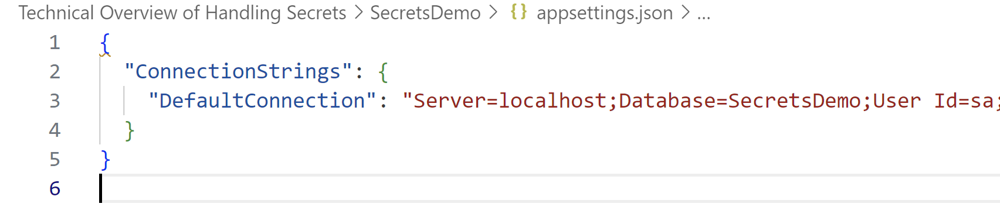 Technical Overview of Handling Secrets > SecretsDemo > {} appsettings.json > ...
1 {
2 "ConnectionStrings": {
3 "DefaultConnection": "Server=localhost;Database=SecretsDemo;User Id=sa;
4 }
5 }
6